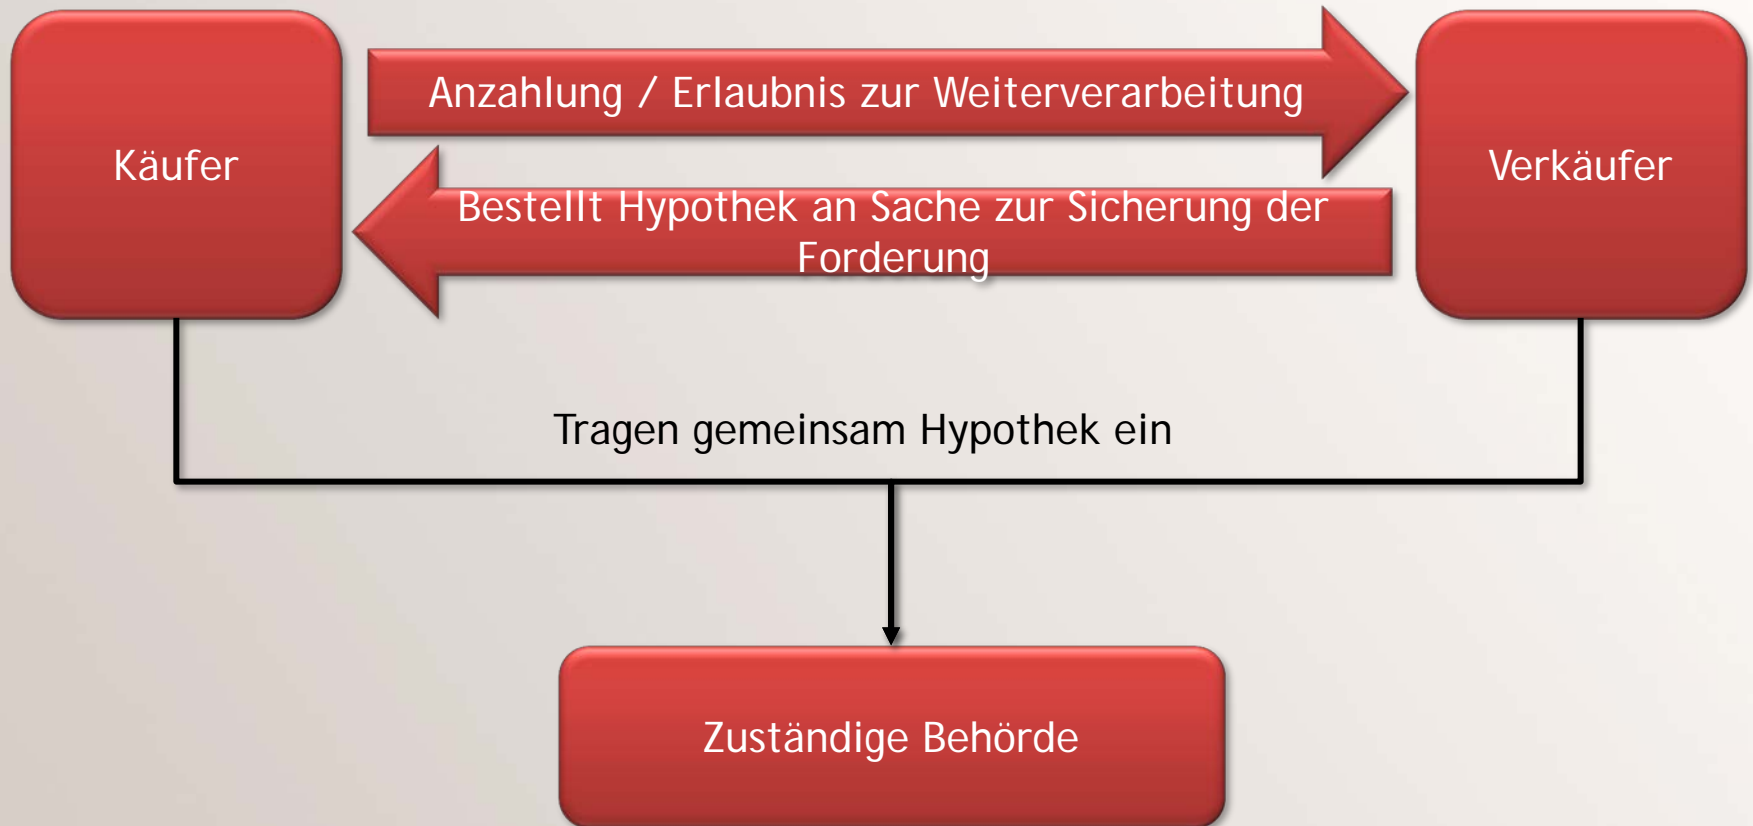 Käufer
Anzahlung / Erlaubnis zur Weiterverarbeitung
Verkäufer
Bestellt Hypothek an Sache zur Sicherung der
Forderung
Tragen gemeinsam Hypothek ein
Zuständige Behörde